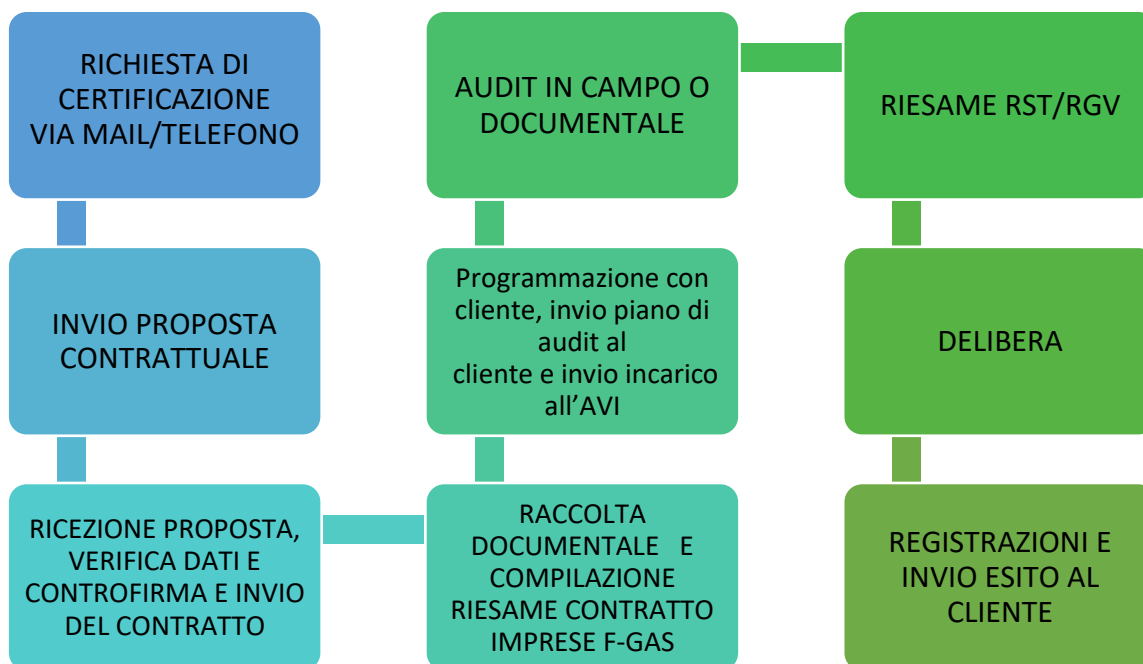 RICHIESTA DI
CERTIFICAZIONE
VIA MAIL/TELEFONO
INVIO PROPOSTA
CONTRATTUALE
RICEZIONE PROPOSTA,
VERIFICA DATI E
CONTROFIRMA E INVIO
DEL CONTRATTO
RACCOLTA
DOCUMENTALE E
COMPILAZIONE
RIESAME CONTRATTO
IMPRESE F-GAS
Programmazione con
cliente, invio piano di
audit al
cliente e invio incarico
all'AVI
AUDIT IN CAMPO O
DOCUMENTALE
RIESAME RST/RGV
DELIBERA
REGISTRAZIONI E
INVIO ESITO AL
CLIENTE